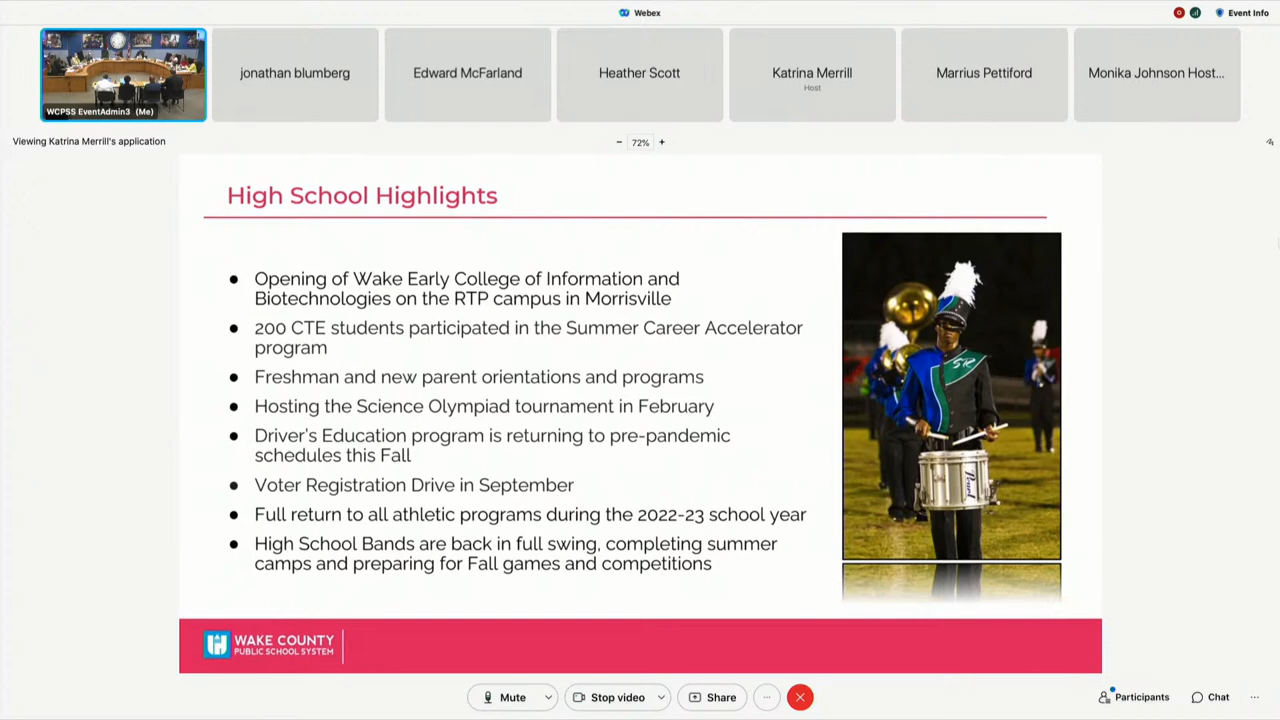 Webex
Event Info
WCPSS EventAdmin3 (Me)
jonathan blumberg
Edward McFarland
Heather Scott
Katrina Merrill
Host
Marrius Pettiford
Monika Johnson Host...
Viewing Katrina Merrill's application
− 72% +
High School Highlights
● Opening of Wake Early College of Information and
Biotechnologies on the RTP campus in Morrisville
● 200 CTE students participated in the Summer Career Accelerator
program
● Freshman and new parent orientations and programs
● Hosting the Science Olympiad tournament in February
● Driver's Education program is returning to pre-pandemic
schedules this Fall
● Voter Registration Drive in September
● Full return to all athletic programs during the 2022-23 school year
● High School Bands are back in full swing, completing summer
camps and preparing for Fall games and competitions
SR
Pearl
WAKE COUNTY
PUBLIC SCHOOL SYSTEM
Mute
Stop video
Share
Participants
Chat